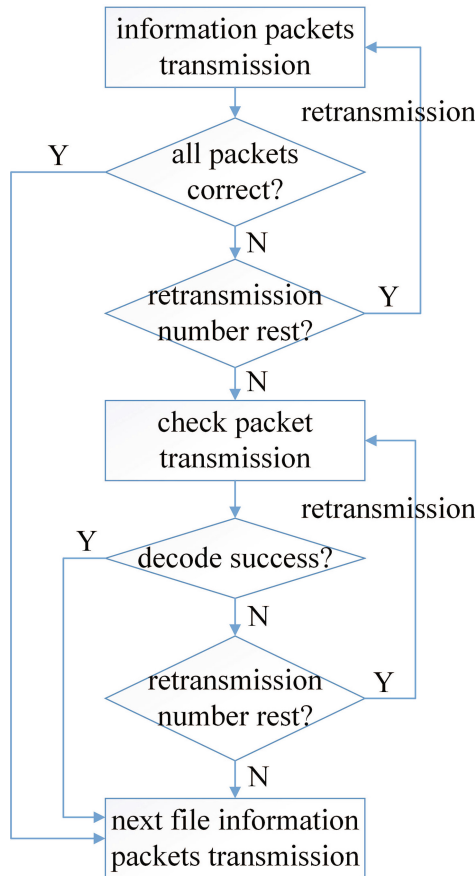 information packets
transmission
retransmission
Y
all packets
correct?
N
retransmission
number rest?
Y
N
check packet
transmission
retransmission
Y
decode success?
N
retransmission
number rest?
Y
N
next file information
packets transmission